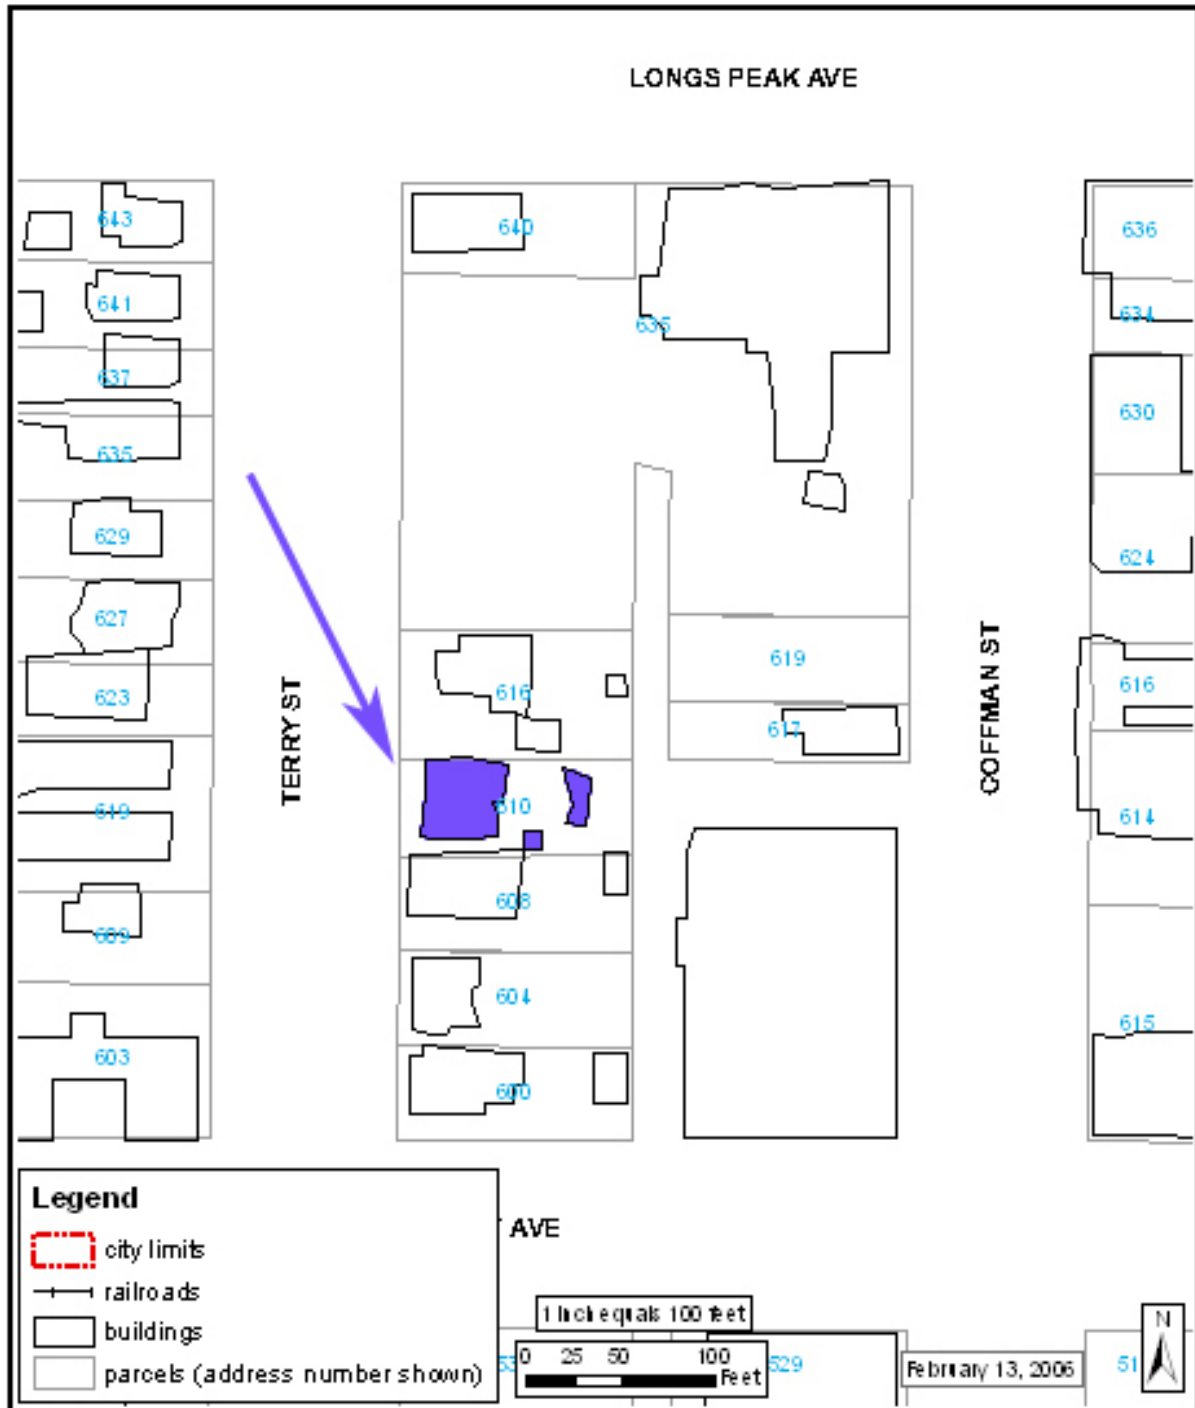 LONGS PEAK AVE
643
640
636
641
634
635
637
630
635
629
624
627
619
616
616
623
617
TERRY ST
COFFMAN ST
610
619
614
608
609
604
615
603
600
Legend
AVE
city limits
railroads
1 inch equals 100 feet
buildings
0 25 50 100
Feet
529
February 13, 2006
N
parcels (address number shown)